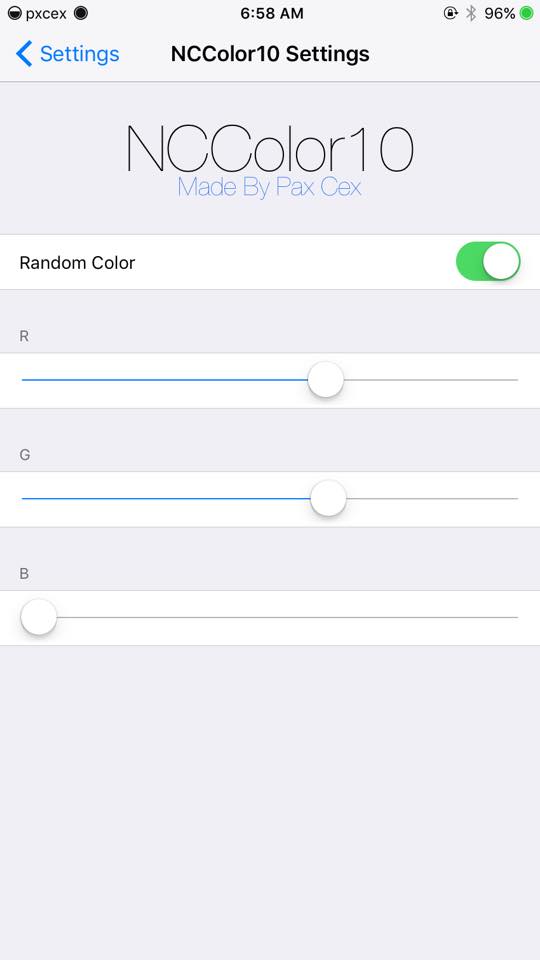 pxcex 6:58 AM 96%
Settings NCColor10 Settings
NCColor10
Made By Pax Cex
Random Color
R
G
B